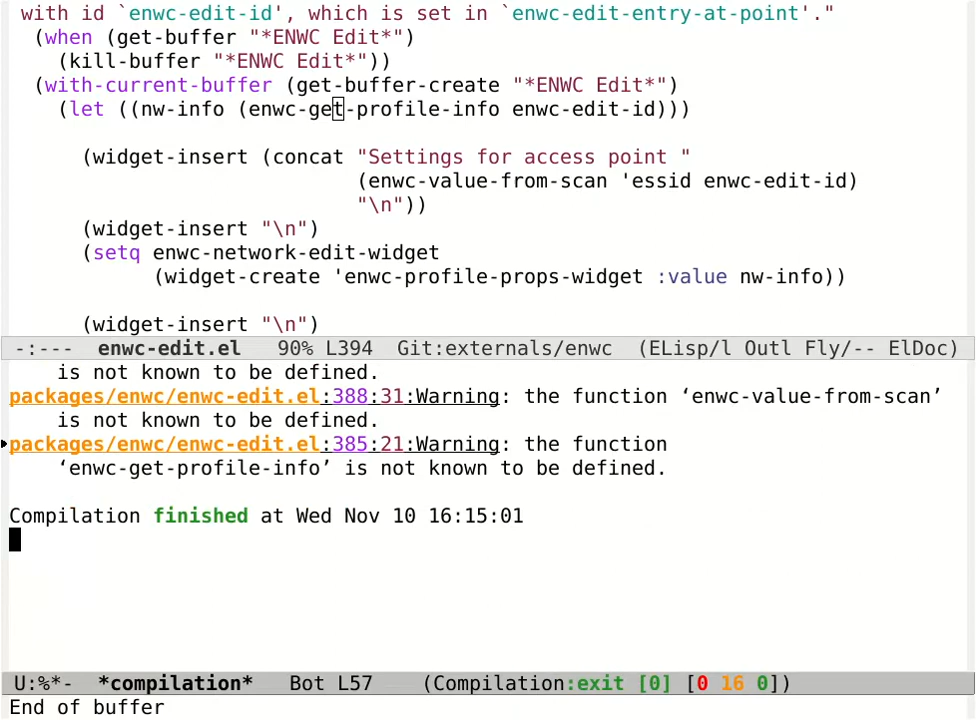 with id `enwc-edit-id', which is set in `enwc-edit-entry-at-point'."
(when (get-buffer "*ENWC Edit*")
(kill-buffer "*ENWC Edit*"))
(with-current-buffer (get-buffer-create "*ENWC Edit*")
(let ((nw-info (enwc-get-profile-info enwc-edit-id)))
(widget-insert (concat "Settings for access point "
(enwc-value-from-scan 'essid enwc-edit-id)
"\n"))
(widget-insert "\n")
(setq enwc-network-edit-widget
(widget-create 'enwc-profile-props-widget :value nw-info))
(widget-insert "\n")
-:--- enwc-edit.el 90% L394 Git:externals/enwc (ELisp/l Outl Fly/-- ElDoc)
is not known to be defined.
packages/enwc/enwc-edit.el:388:31:Warning: the function ‘enwc-value-from-scan’
is not known to be defined.
packages/enwc/enwc-edit.el:385:21:Warning: the function
‘enwc-get-profile-info’ is not known to be defined.
Compilation finished at Wed Nov 10 16:15:01
U:%*- *compilation* Bot L57 (Compilation:exit [0] [0 16 0])
End of buffer